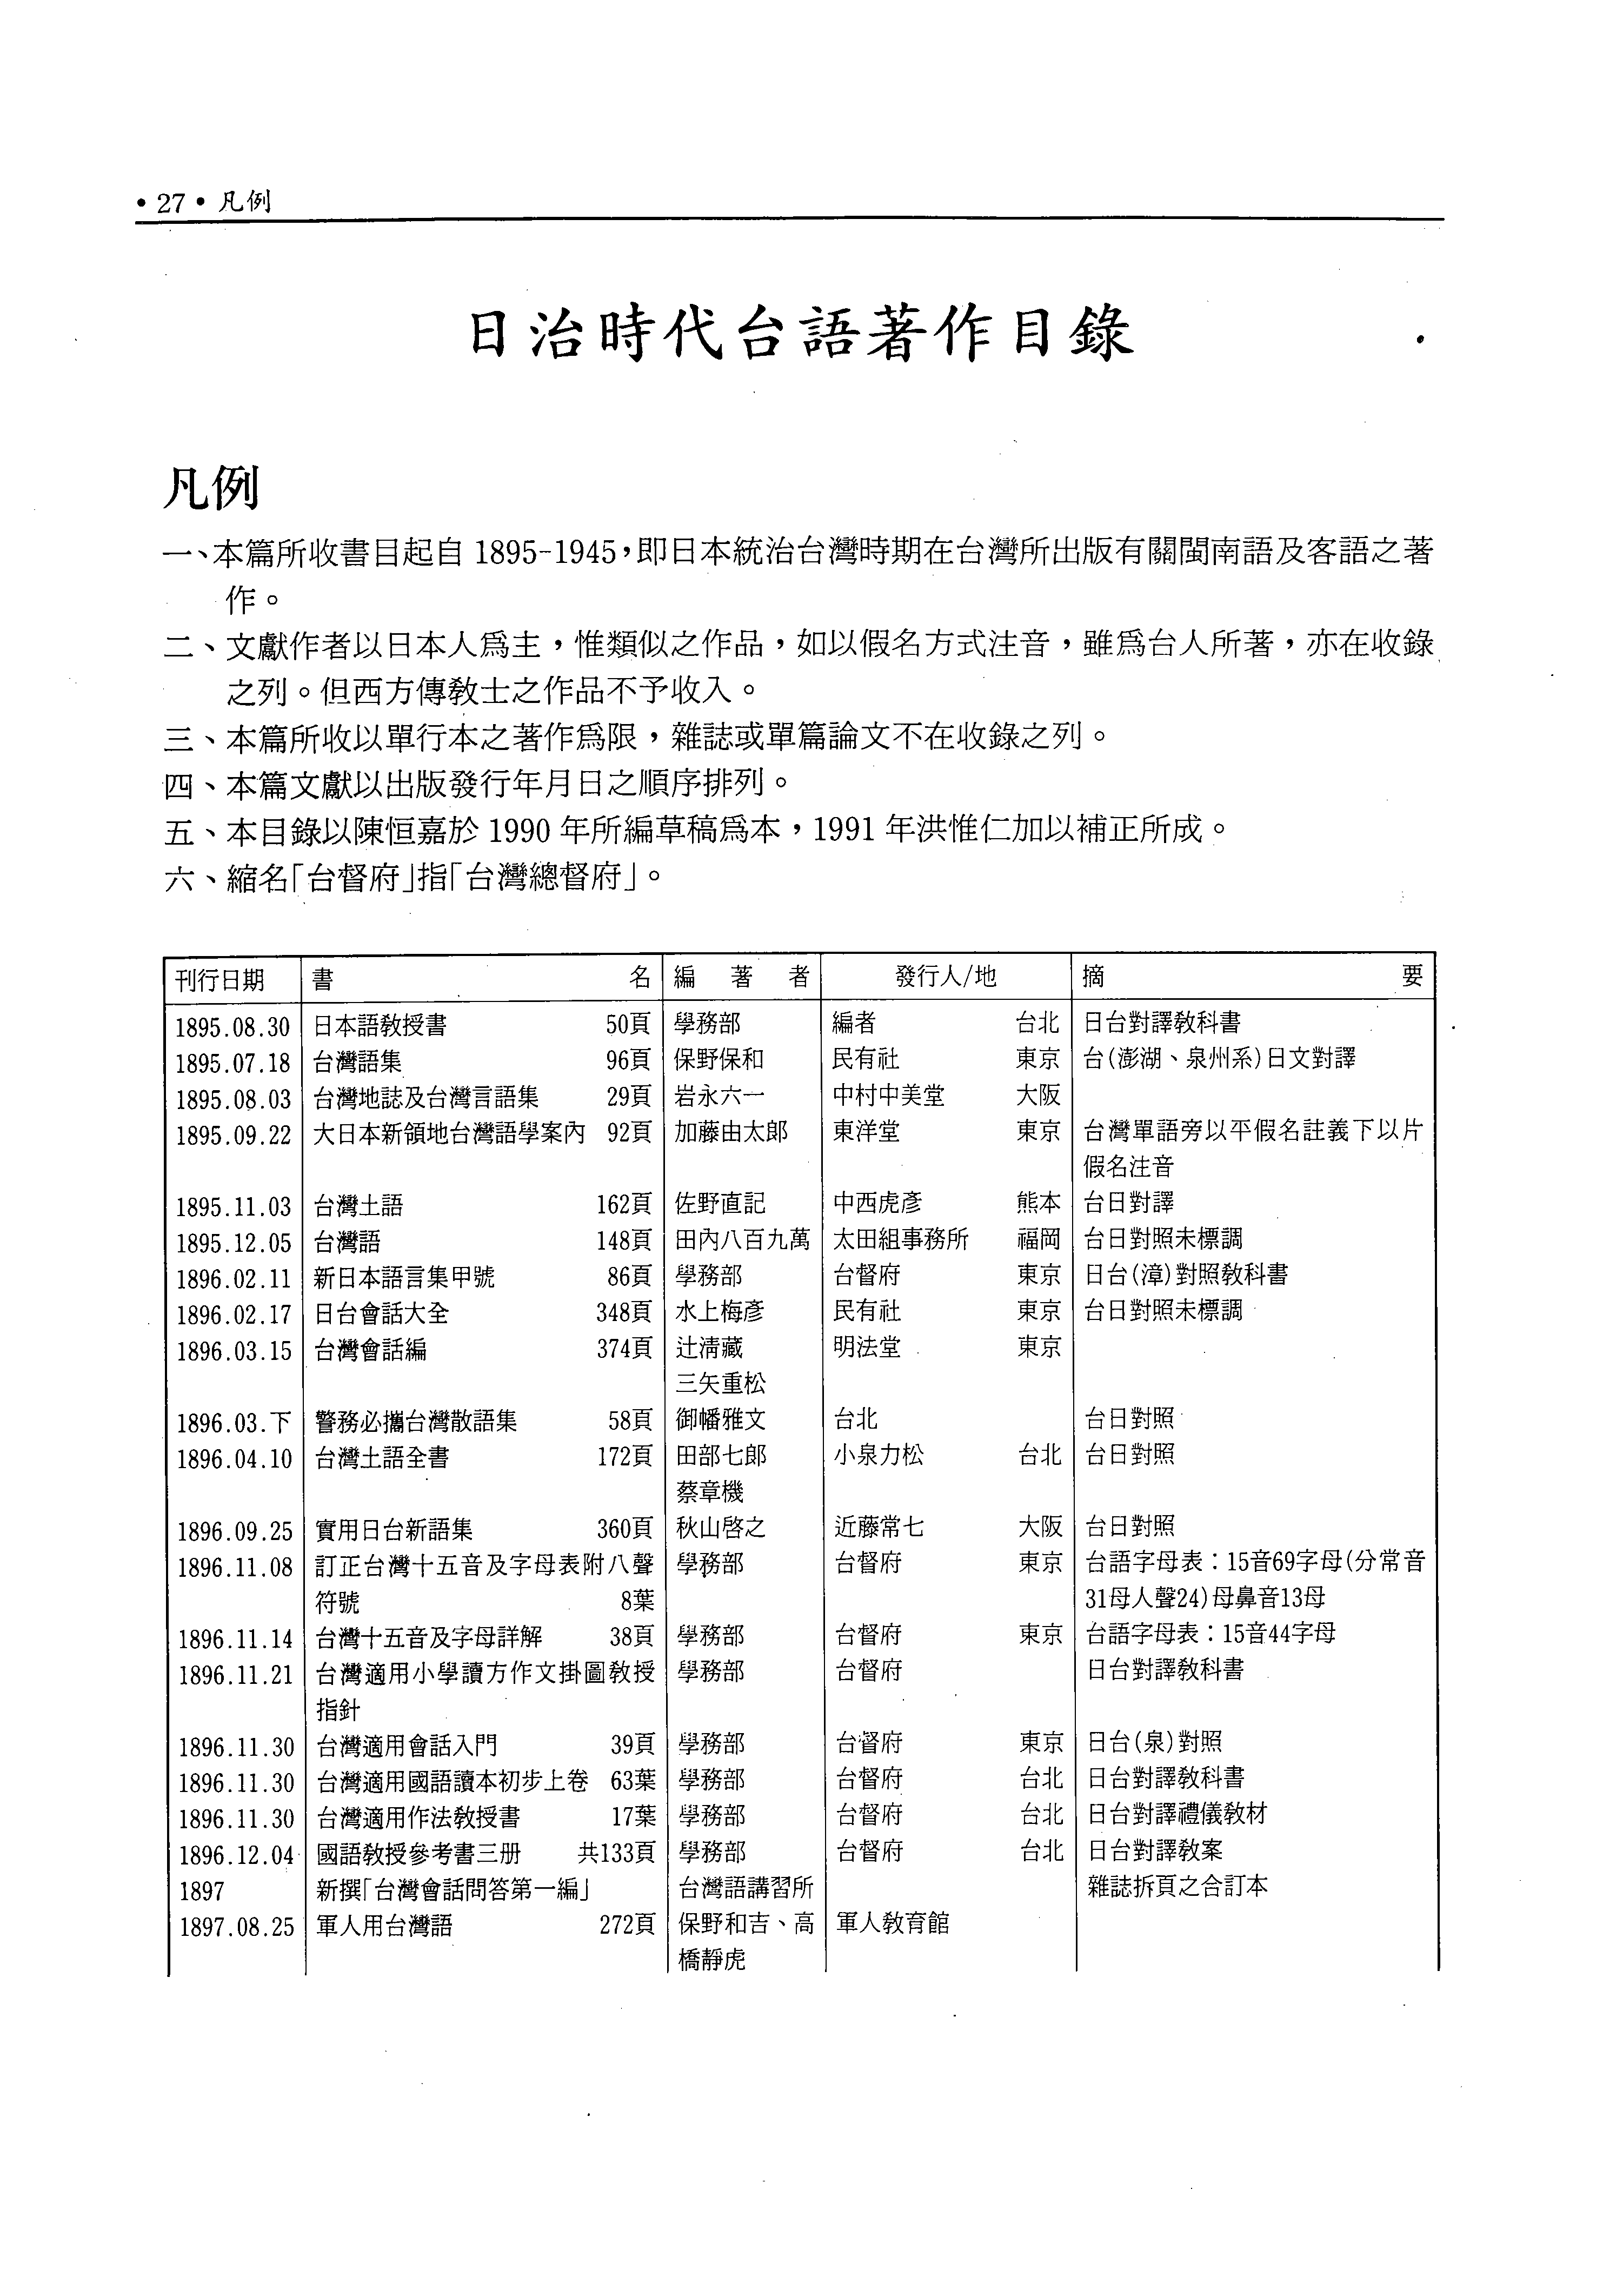 • 27 • 凡例
日治時代台語著作目錄
凡例
一、本篇所收書目起自 1895-1945，即日本統治台灣時期在台灣所出版有關閩南語及客語之著
作。
二、文獻作者以日本人爲主，惟類似之作品，如以假名方式注音，雖爲台人所著，亦在收錄
之列。但西方傳教士之作品不予收入。
三、本篇所收以單行本之著作爲限，雜誌或單篇論文不在收錄之列。
四、本篇文獻以出版發行年月日之順序排列。
五、本目錄以陳恒嘉於 1990 年所編草稿爲本，1991 年洪惟仁加以補正所成。
六、縮名「台督府」指「台灣總督府」。
刊行日期 書 名 編 著 者 發行人/地 摘 要
1895.08.30 日本語教授書 50頁 學務部 編者 台北 日台對譯教科書
1895.07.18 台灣語集 96頁 保野保和 民有社 東京 台(澎湖、泉州系)日文對譯
1895.08.03 台灣地誌及台灣言語集 29頁 岩永六一 中村中美堂 大阪
1895.09.22 大日本新領地台灣語學案內 92頁 加藤由太郎 東洋堂 東京 台灣單語旁以平假名註義下以片
假名注音
1895.11.03 台灣土語 162頁 佐野直記 中西虎彥 熊本 台日對譯
1895.12.05 台灣語 148頁 田內八百九萬 太田組事務所 福岡 台日對照未標調
1896.02.11 新日本語言集甲號 86頁 學務部 台督府 東京 日台(漳)對照教科書
1896.02.17 日台會話大全 348頁 水上梅彥 民有社 東京 台日對照未標調
1896.03.15 台灣會話編 374頁 辻淸藏 明法堂 東京
三矢重松
1896.03.下 警務必攜台灣散語集 58頁 御幡雅文 台北 台日對照
1896.04.10 台灣土語全書 172頁 田部七郎 小泉力松 台北 台日對照
蔡章機
1896.09.25 實用日台新語集 360頁 秋山啓之 近藤常七 大阪 台日對照
1896.11.08 訂正台灣十五音及字母表附八聲 學務部 台督府 東京 台語字母表：15音69字母(分常音
符號 8葉 31母人聲24)母鼻音13母
1896.11.14 台灣十五音及字母詳解 38頁 學務部 台督府 東京 台語字母表：15音44字母
1896.11.21 台灣適用小學讀方作文掛圖教授 學務部 台督府 日台對譯教科書
指針
1896.11.30 台灣適用會話入門 39頁 學務部 台督府 東京 日台(泉)對照
1896.11.30 台灣適用國語讀本初步上卷 63葉 學務部 台督府 台北 日台對譯教科書
1896.11.30 台灣適用作法教授書 17葉 學務部 台督府 台北 日台對譯禮儀教材
1896.12.04 國語教授參考書三册 共133頁 學務部 台督府 台北 日台對譯教案
1897 新撰「台灣會話問答第一編」 台灣語講習所 雜誌拆頁之合訂本
1897.08.25 軍人用台灣語 272頁 保野和吉、高 軍人教育館
橋靜虎